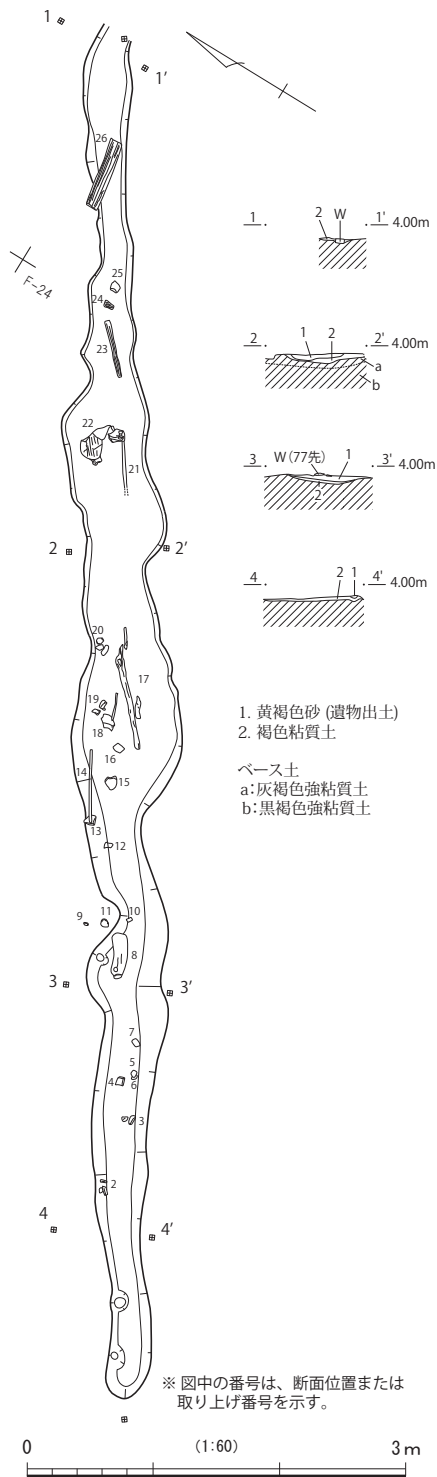 1
1'
26
F-24
25
24
23
22
21
2
2'
20
17
19
18
16
14
15
13
12
9
11
10
8
3
3'
7
5
4
6
3
2
4
4'
1 2 W 1' 4.00m
2 1 2 2' 4.00m
a
b
3 W (77先) 1 3' 4.00m
2
4 2 1 4' 4.00m
1. 黄褐色砂 (遺物出土)
2. 褐色粘質土
ベース土
a:灰褐色強粘質土
b:黒褐色強粘質土
※ 図中の番号は、断面位置または
取り上げ番号を示す。
0 (1:60) 3 m